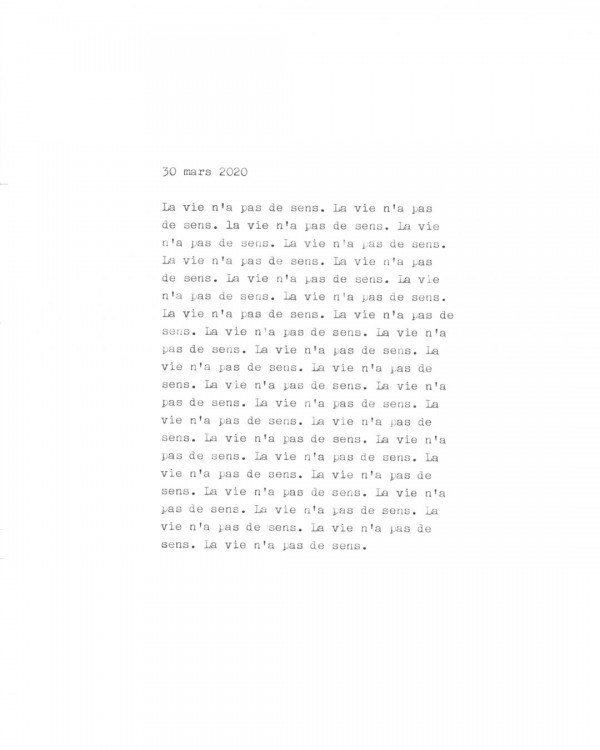 30 mars 2020
La vie n'a pas de sens. La vie n'a pas
de sens. la vie n'a pas de sens. La vie
n'a pas de sens. La vie n'a pas de sens.
La vie n'a pas de sens. La vie n'a pas
de sens. La vie n'a pas de sens. La vie
n'a pas de sens. La vie n'a pas de sens.
La vie n'a pas de sens. La vie n'a pas de
sens. La vie n'a pas de sens. La vie n'a
pas de sens. La vie n'a pas de sens. La
vie n'a pas de sens. La vie n'a pas de
sens. La vie n'a pas de sens. La vie n'a
pas de sens. La vie n'a pas de sens. La
vie n'a pas de sens. La vie n'a pas de
sens. La vie n'a pas de sens. La vie n'a
pas de sens. La vie n'a pas de sens. La
vie n'a pas de sens. La vie n'a pas de
sens. La vie n'a pas de sens. La vie n'a
pas de sens. La vie n'a pas de sens. La
vie n'a pas de sens. La vie n'a pas de
sens. La vie n'a pas de sens.